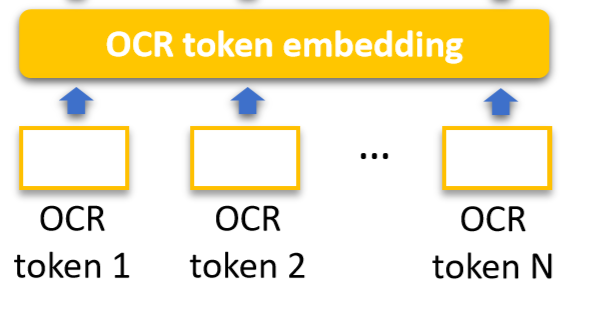 OCR token embedding
...
OCR
token 1
OCR
token 2
OCR
token N